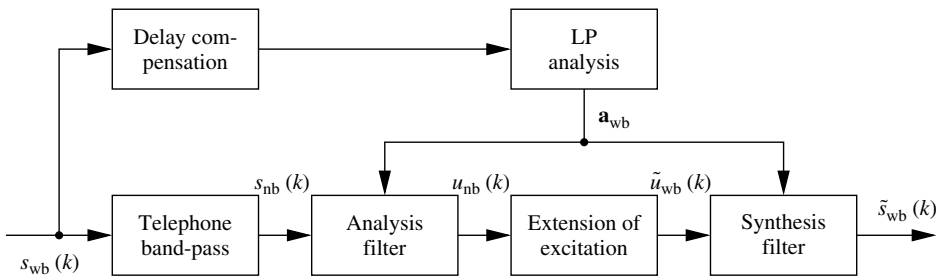 Delay com-
pensation
LP
analysis
a_wb
s_nb (k)
u_nb (k)
ũ_wb (k)
s̃_wb (k)
Telephone
band-pass
Analysis
filter
Extension of
excitation
Synthesis
filter
s_wb (k)